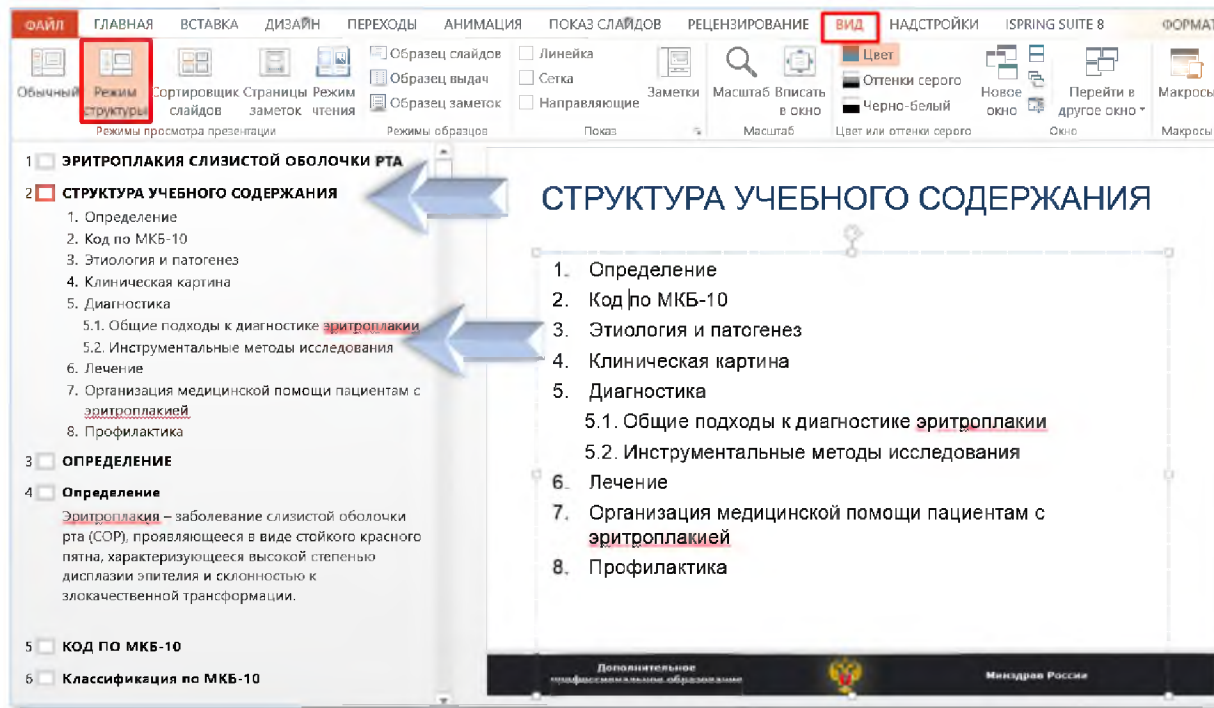 ФАЙЛ ГЛАВНАЯ ВСТАВКА ДИЗАЙН ПЕРЕХОДЫ АНИМАЦИЯ ПОКАЗ СЛАЙДОВ РЕЦЕНЗИРОВАНИЕ ВИД НАДСТРОЙКИ ISPRING SUITE 8 ФОРМАТ
Обычный
Режим
структуры
Сортировщик
слайдов
Страницы
заметок
Режим
чтения
Режимы просмотра презентации
Образец слайдов
Образец выдач
Образец заметок
Режимы образцов
Линейка
Сетка
Направляющие
Показ
Заметки
Масштаб
Вписать
в окно
Масштаб
Цвет
Оттенки серого
Черно-белый
Цвет или оттенки серого
Новое
окно
Перейти в
другое окно
Окно
Макросы
Макросы
1 ЭРИТРОПЛАКИЯ СЛИЗИСТОЙ ОБОЛОЧКИ РТА
2 СТРУКТУРА УЧЕБНОГО СОДЕРЖАНИЯ
1. Определение
2. Код по МКБ-10
3. Этиология и патогенез
4. Клиническая картина
5. Диагностика
5.1. Общие подходы к диагностике эритроплакии
5.2. Инструментальные методы исследования
6. Лечение
7. Организация медицинской помощи пациентам с
эритроплакией
8. Профилактика
3 ОПРЕДЕЛЕНИЕ
4 Определение
Эритроплакия – заболевание слизистой оболочки
рта (СОР), проявляющееся в виде стойкого красного
пятна, характеризующееся высокой степенью
дисплазии эпителия и склонностью к
злокачественной трансформации.
5 КОД ПО МКБ-10
6 Классификация по МКБ-10
СТРУКТУРА УЧЕБНОГО СОДЕРЖАНИЯ
1. Определение
2. Код по МКБ-10
3. Этиология и патогенез
4. Клиническая картина
5. Диагностика
5.1. Общие подходы к диагностике эритроплакии
5.2. Инструментальные методы исследования
6. Лечение
7. Организация медицинской помощи пациентам с
эритроплакией
8. Профилактика
Дополнительное
профессиональное образование
Минздрав России